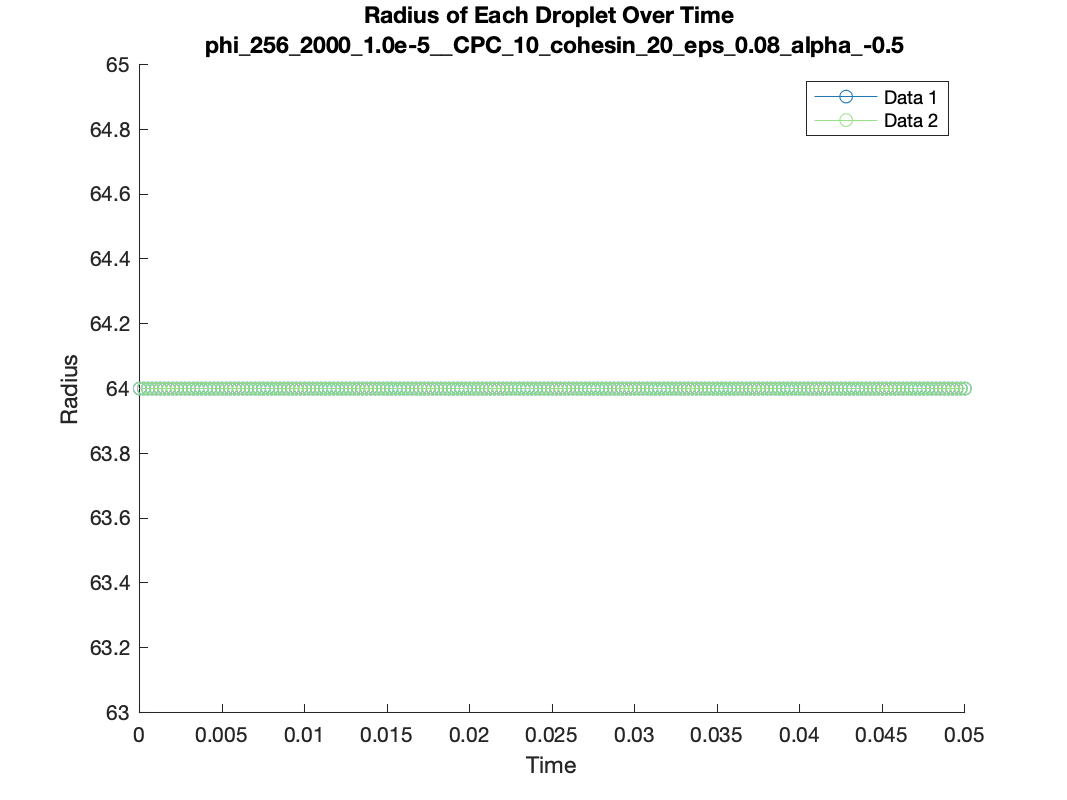 Radius of Each Droplet Over Time
phi_256_2000_1.0e-5__CPC_10_cohesin_20_eps_0.08_alpha_-0.5
65
64.8
64.6
64.4
64.2
64
63.8
63.6
63.4
63.2
63
Radius
Data 1
Data 2
0 0.005 0.01 0.015 0.02 0.025 0.03 0.035 0.04 0.045 0.05
Time